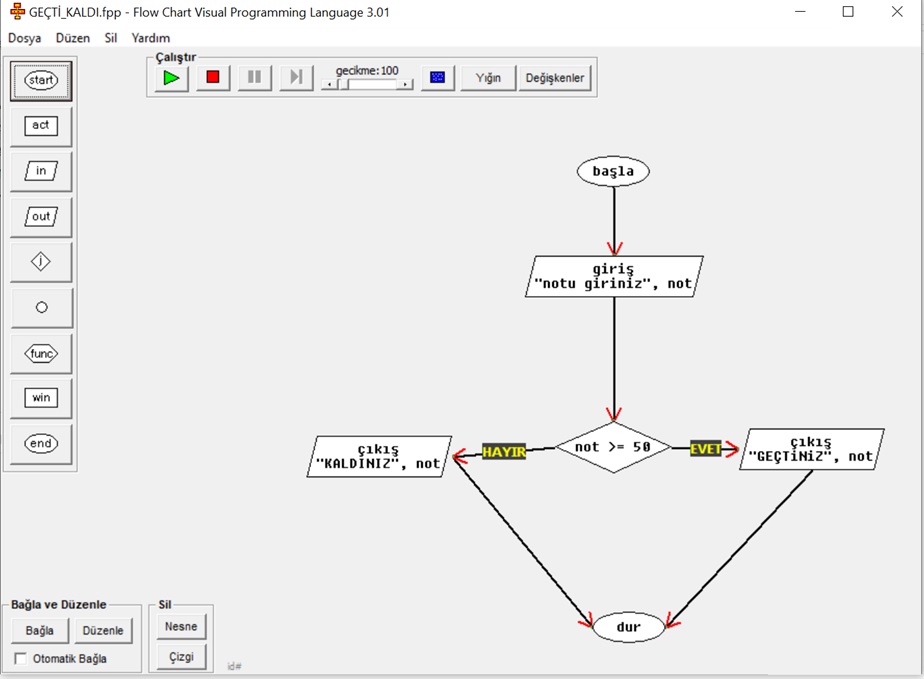 GEÇTİ_KALDI.fpp - Flow Chart Visual Programming Language 3.01
Dosya Düzen Sil Yardım
Çalıştır
gecikme:100
Yığın
Değişkenler
start
act
in
out
i
func
win
end
başla
giriş
"notu giriniz", not
not >= 50
HAYIR
EVET
çıkış
"KALDINIZ", not
çıkış
"GEÇTİNİZ", not
dur
Bağla ve Düzenle
Bağla
Düzenle
Otomatik Bağla
Sil
Nesne
Çizgi
id#